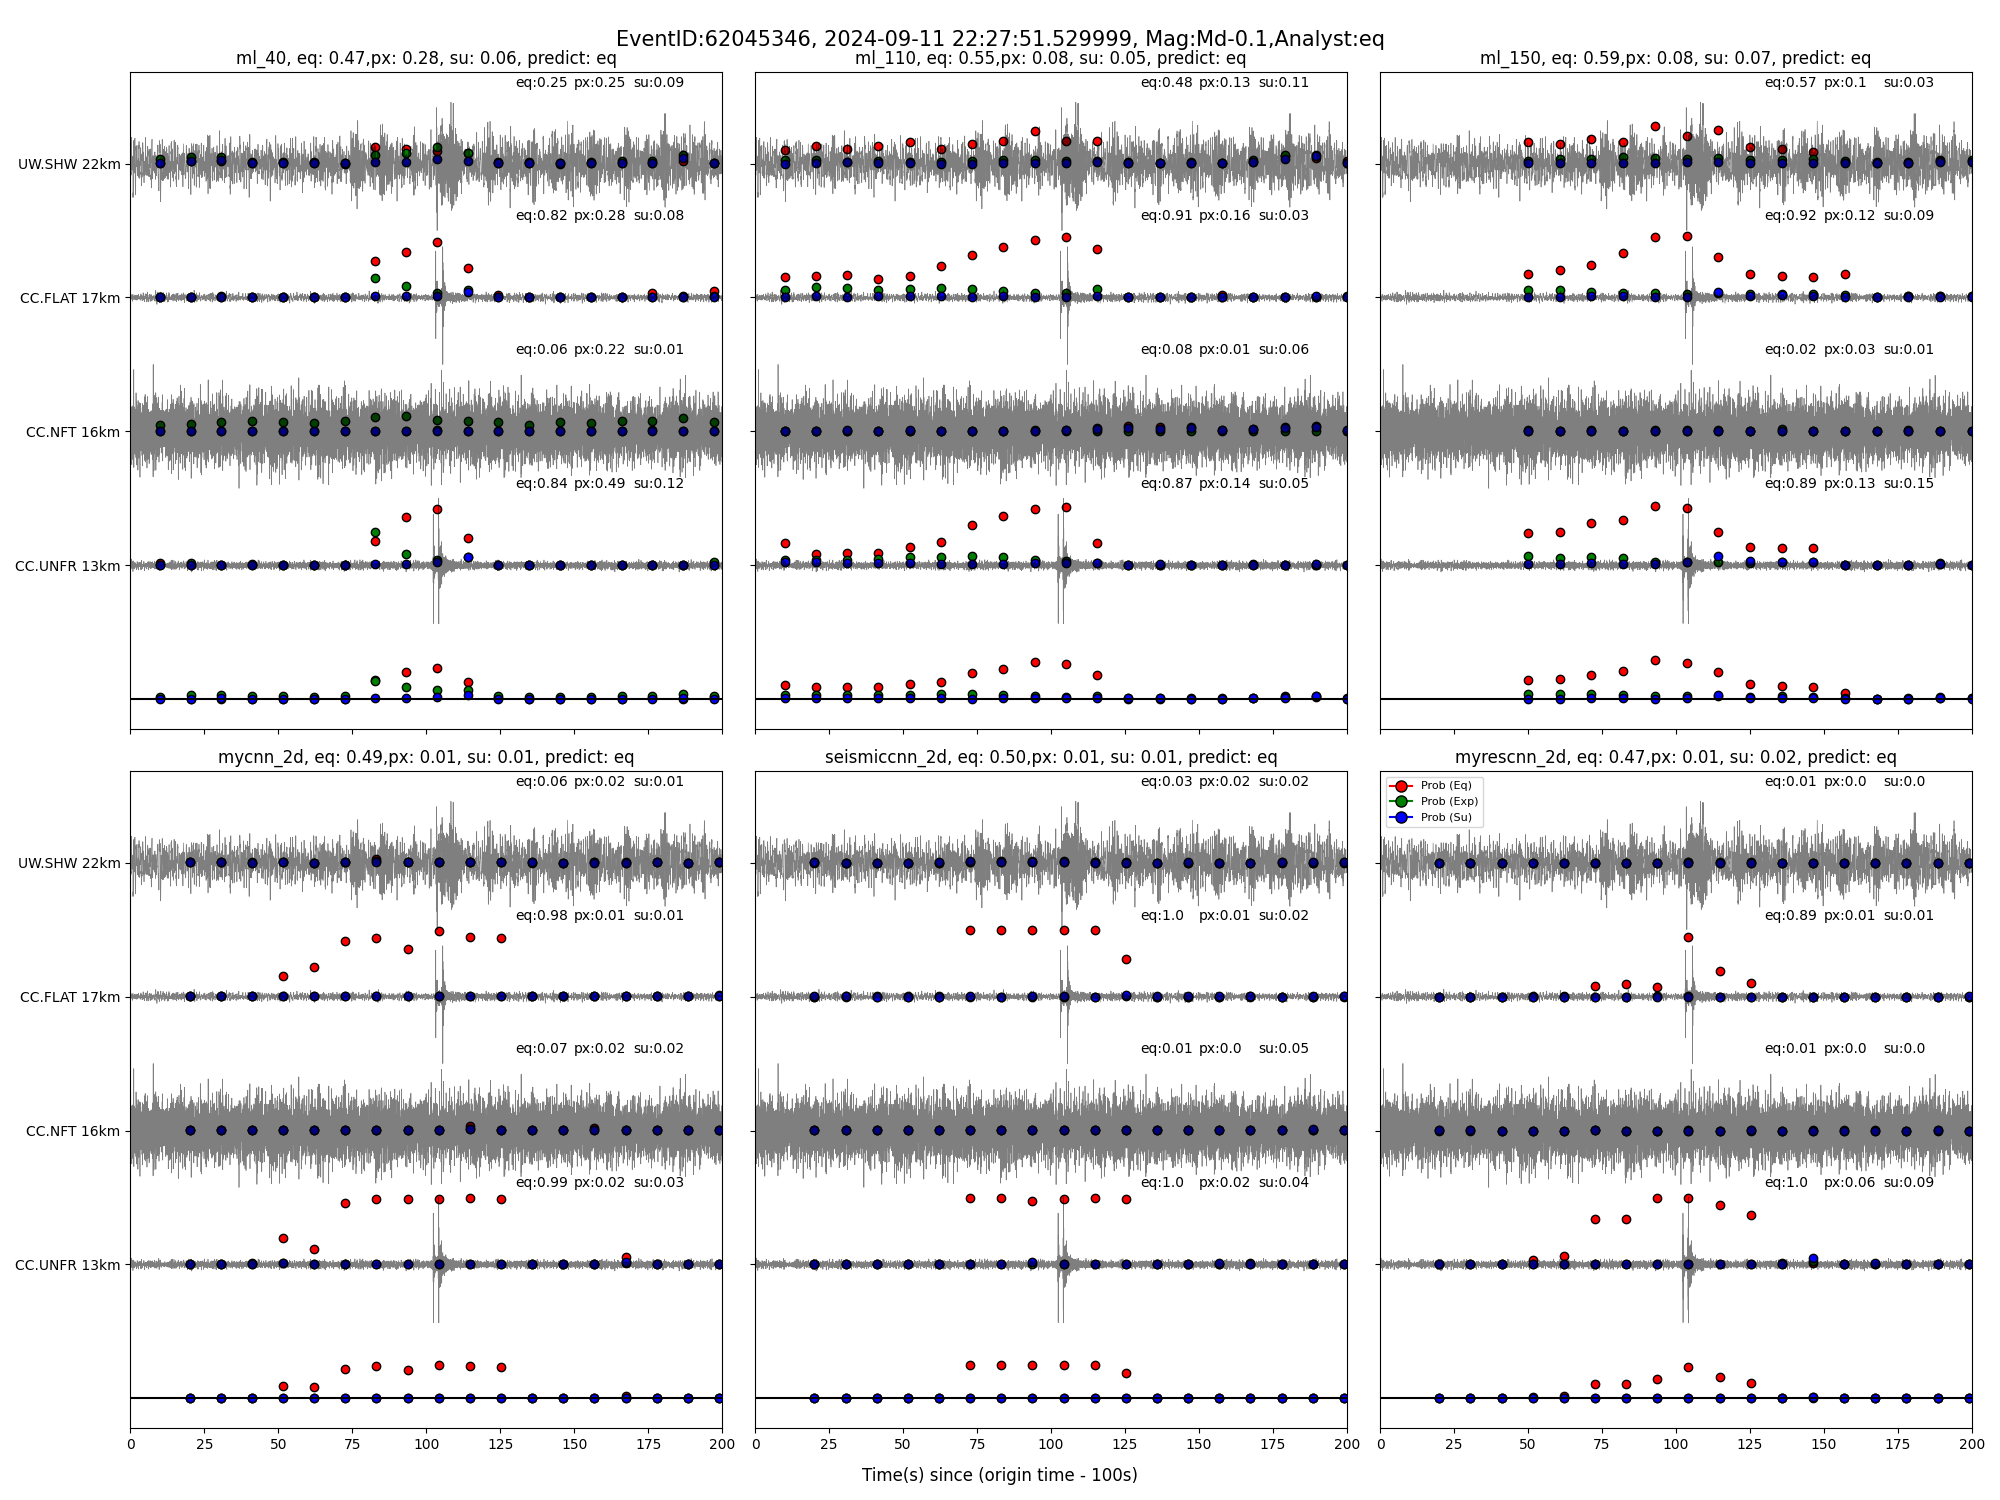 EventID:62045346, 2024-09-11 22:27:51.529999, Mag:Md-0.1,Analyst:eq
ml_40, eq: 0.47,px: 0.28, su: 0.06, predict: eq
eq:0.25 px:0.25 su:0.09
UW.SHW 22km
eq:0.82 px:0.28 su:0.08
CC.FLAT 17km
eq:0.06 px:0.22 su:0.01
CC.NFT 16km
eq:0.84 px:0.49 su:0.12
CC.UNFR 13km
ml_110, eq: 0.55,px: 0.08, su: 0.05, predict: eq
eq:0.48 px:0.13 su:0.11
eq:0.91 px:0.16 su:0.03
eq:0.08 px:0.01 su:0.06
eq:0.87 px:0.14 su:0.05
ml_150, eq: 0.59,px: 0.08, su: 0.07, predict: eq
eq:0.57 px:0.1 su:0.03
eq:0.92 px:0.12 su:0.09
eq:0.02 px:0.03 su:0.01
eq:0.89 px:0.13 su:0.15
mycnn_2d, eq: 0.49,px: 0.01, su: 0.01, predict: eq
eq:0.06 px:0.02 su:0.01
UW.SHW 22km
eq:0.98 px:0.01 su:0.01
CC.FLAT 17km
eq:0.07 px:0.02 su:0.02
CC.NFT 16km
eq:0.99 px:0.02 su:0.03
CC.UNFR 13km
0 25 50 75 100 125 150 175 200
seismiccnn_2d, eq: 0.50,px: 0.01, su: 0.01, predict: eq
eq:0.03 px:0.02 su:0.02
eq:1.0 px:0.01 su:0.02
eq:0.01 px:0.0 su:0.05
eq:1.0 px:0.02 su:0.04
0 25 50 75 100 125 150 175 200
myrescnn_2d, eq: 0.47,px: 0.01, su: 0.02, predict: eq
Prob (Eq)
Prob (Exp)
Prob (Su)
eq:0.01 px:0.0 su:0.0
eq:0.89 px:0.01 su:0.01
eq:0.01 px:0.0 su:0.0
eq:1.0 px:0.06 su:0.09
0 25 50 75 100 125 150 175 200
Time(s) since (origin time - 100s)